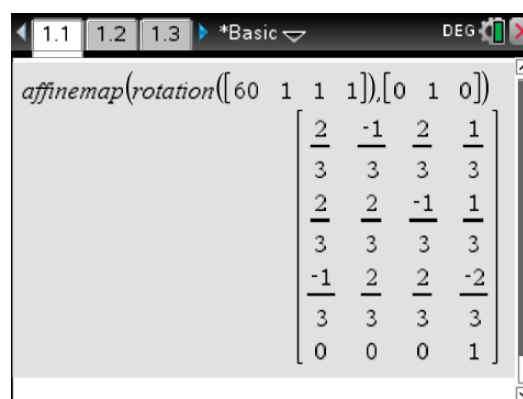 1.1 1.2 1.3 *Basic DEG
affinemap(rotation([60 1 1 1]),[0 1 0])
2 -1 2 1
3 3 3 3
2 2 -1 1
3 3 3 3
-1 2 2 -2
3 3 3 3
0 0 0 1